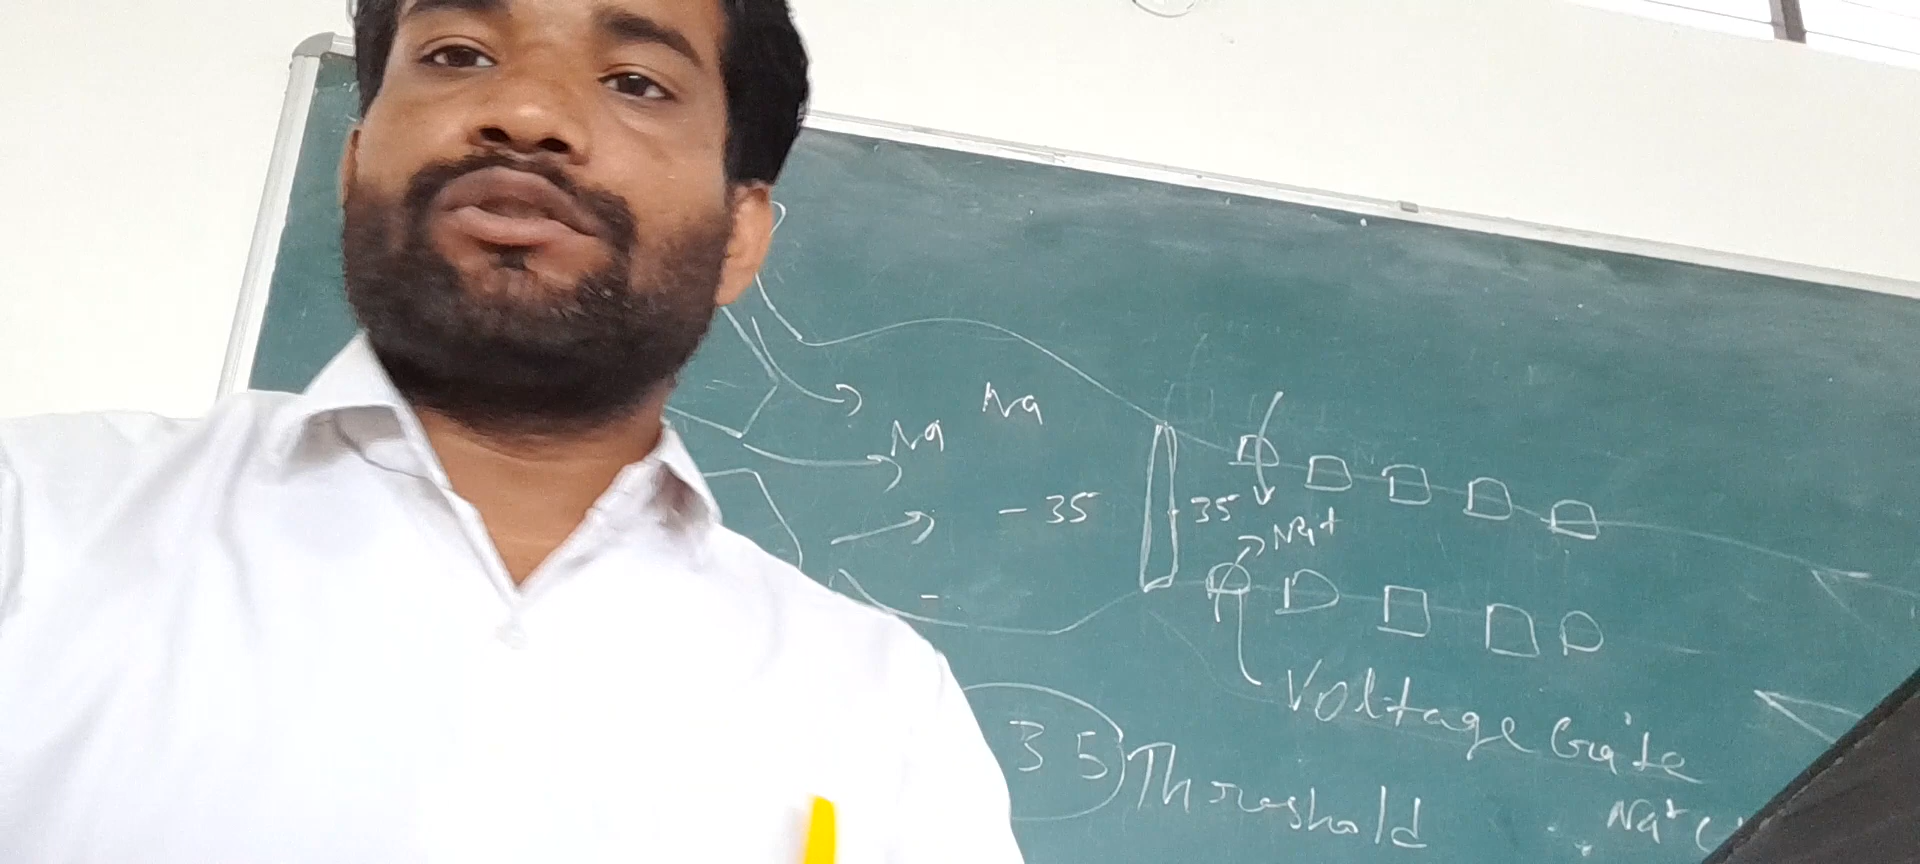 Na
Na
- 35
- 35
Na+
Voltage Gate
35 Threshold
Na+ C